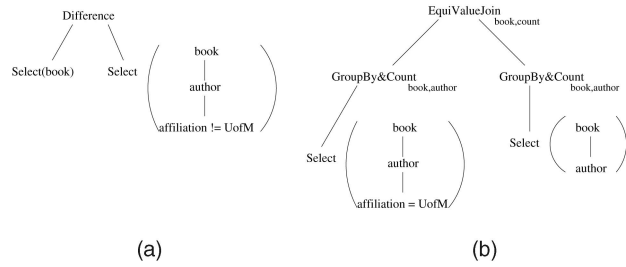 Difference
Select(book)
Select
book
author
affiliation != UofM
(a)
EquiValueJoin book,count
GroupBy&Count book,author
GroupBy&Count book,author
Select
book
author
affiliation = UofM
Select
book
author
(b)